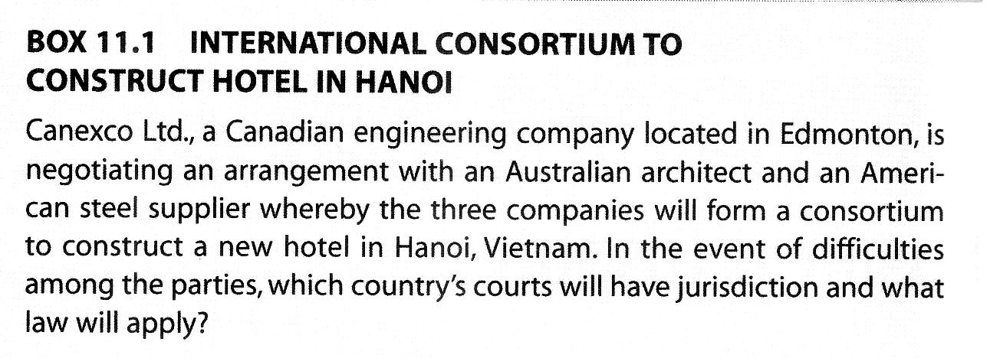 BOX 11.1 INTERNATIONAL CONSORTIUM TO
CONSTRUCT HOTEL IN HANOI
Canexco Ltd., a Canadian engineering company located in Edmonton, is
negotiating an arrangement with an Australian architect and an Ameri-
can steel supplier whereby the three companies will form a consortium
to construct a new hotel in Hanoi, Vietnam. In the event of difficulties
among the parties, which country's courts will have jurisdiction and what
law will apply?